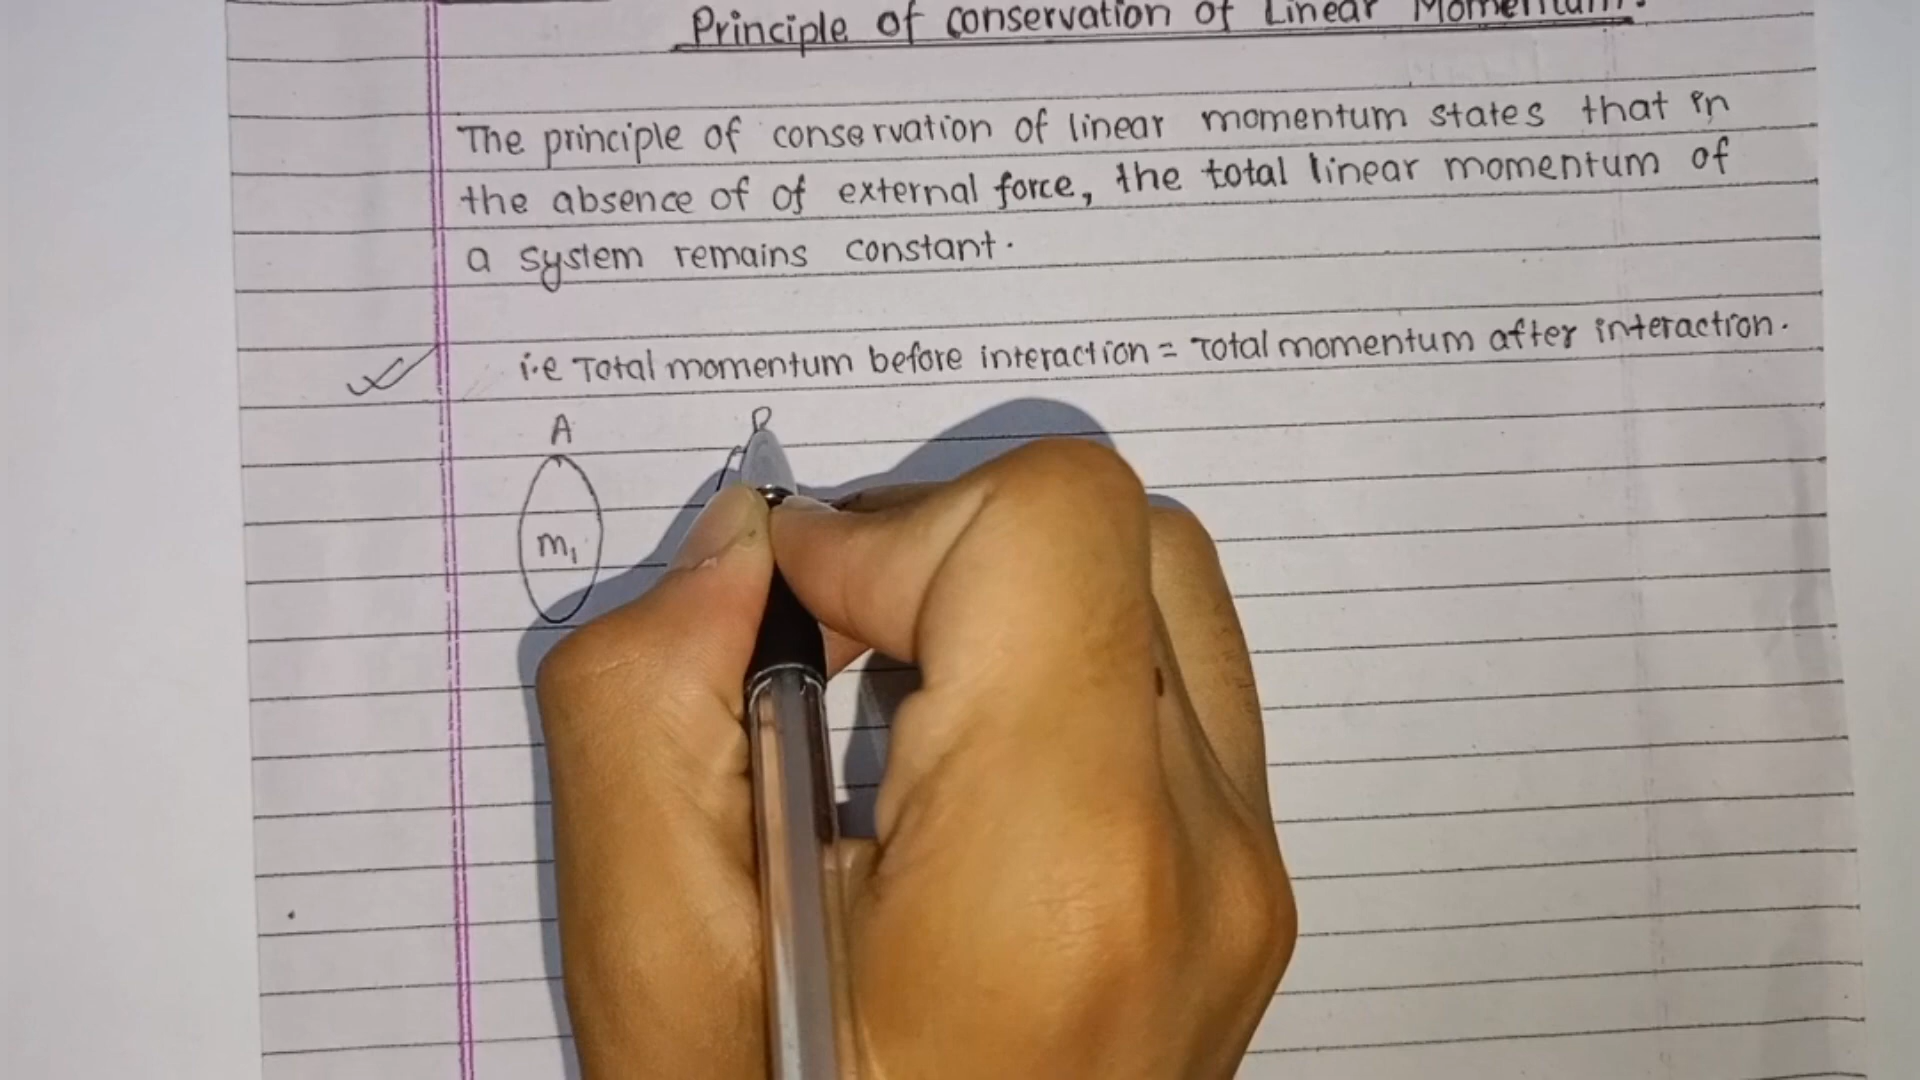 Principle of conservation of Linear Momentum.
The principle of conservation of linear momentum states that in
the absence of of external force, the total linear momentum of
a system remains constant.
i.e Total momentum before interaction = Total momentum after interaction.
A
m₁